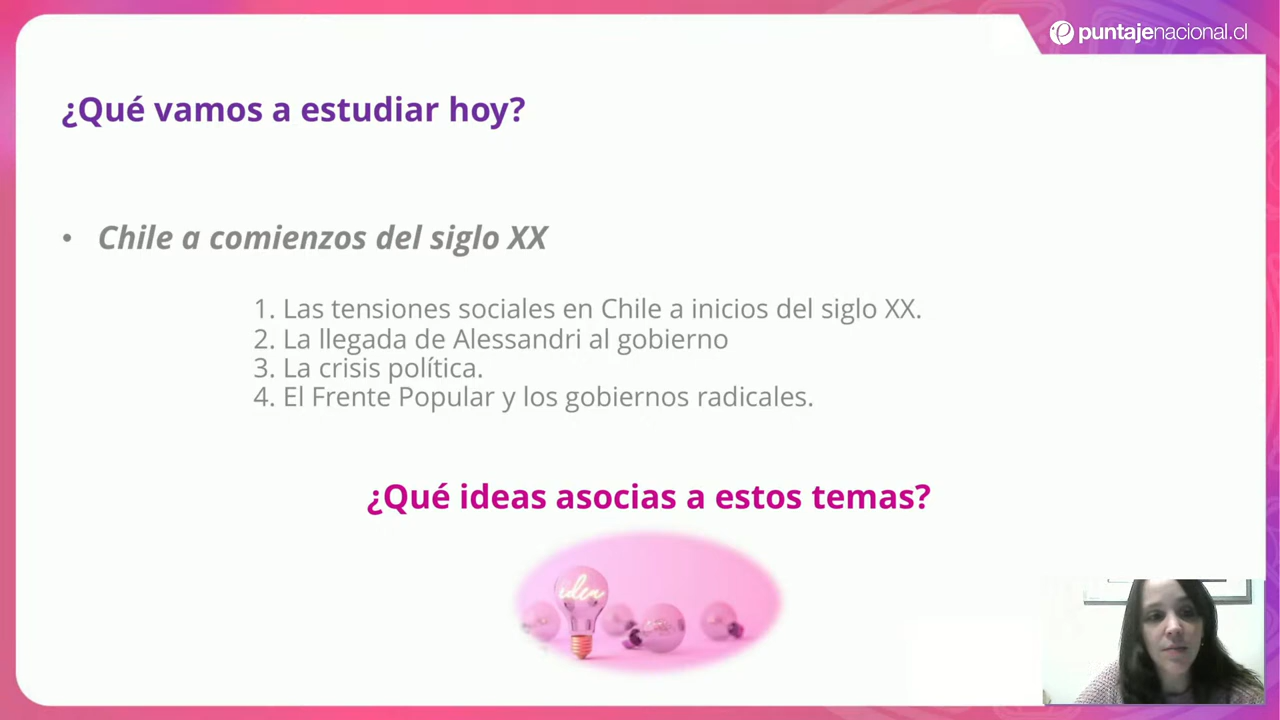 puntajenacional.cl
¿Qué vamos a estudiar hoy?
• Chile a comienzos del siglo XX
1. Las tensiones sociales en Chile a inicios del siglo XX.
2. La llegada de Alessandri al gobierno
3. La crisis política.
4. El Frente Popular y los gobiernos radicales.
¿Qué ideas asocias a estos temas?
idea